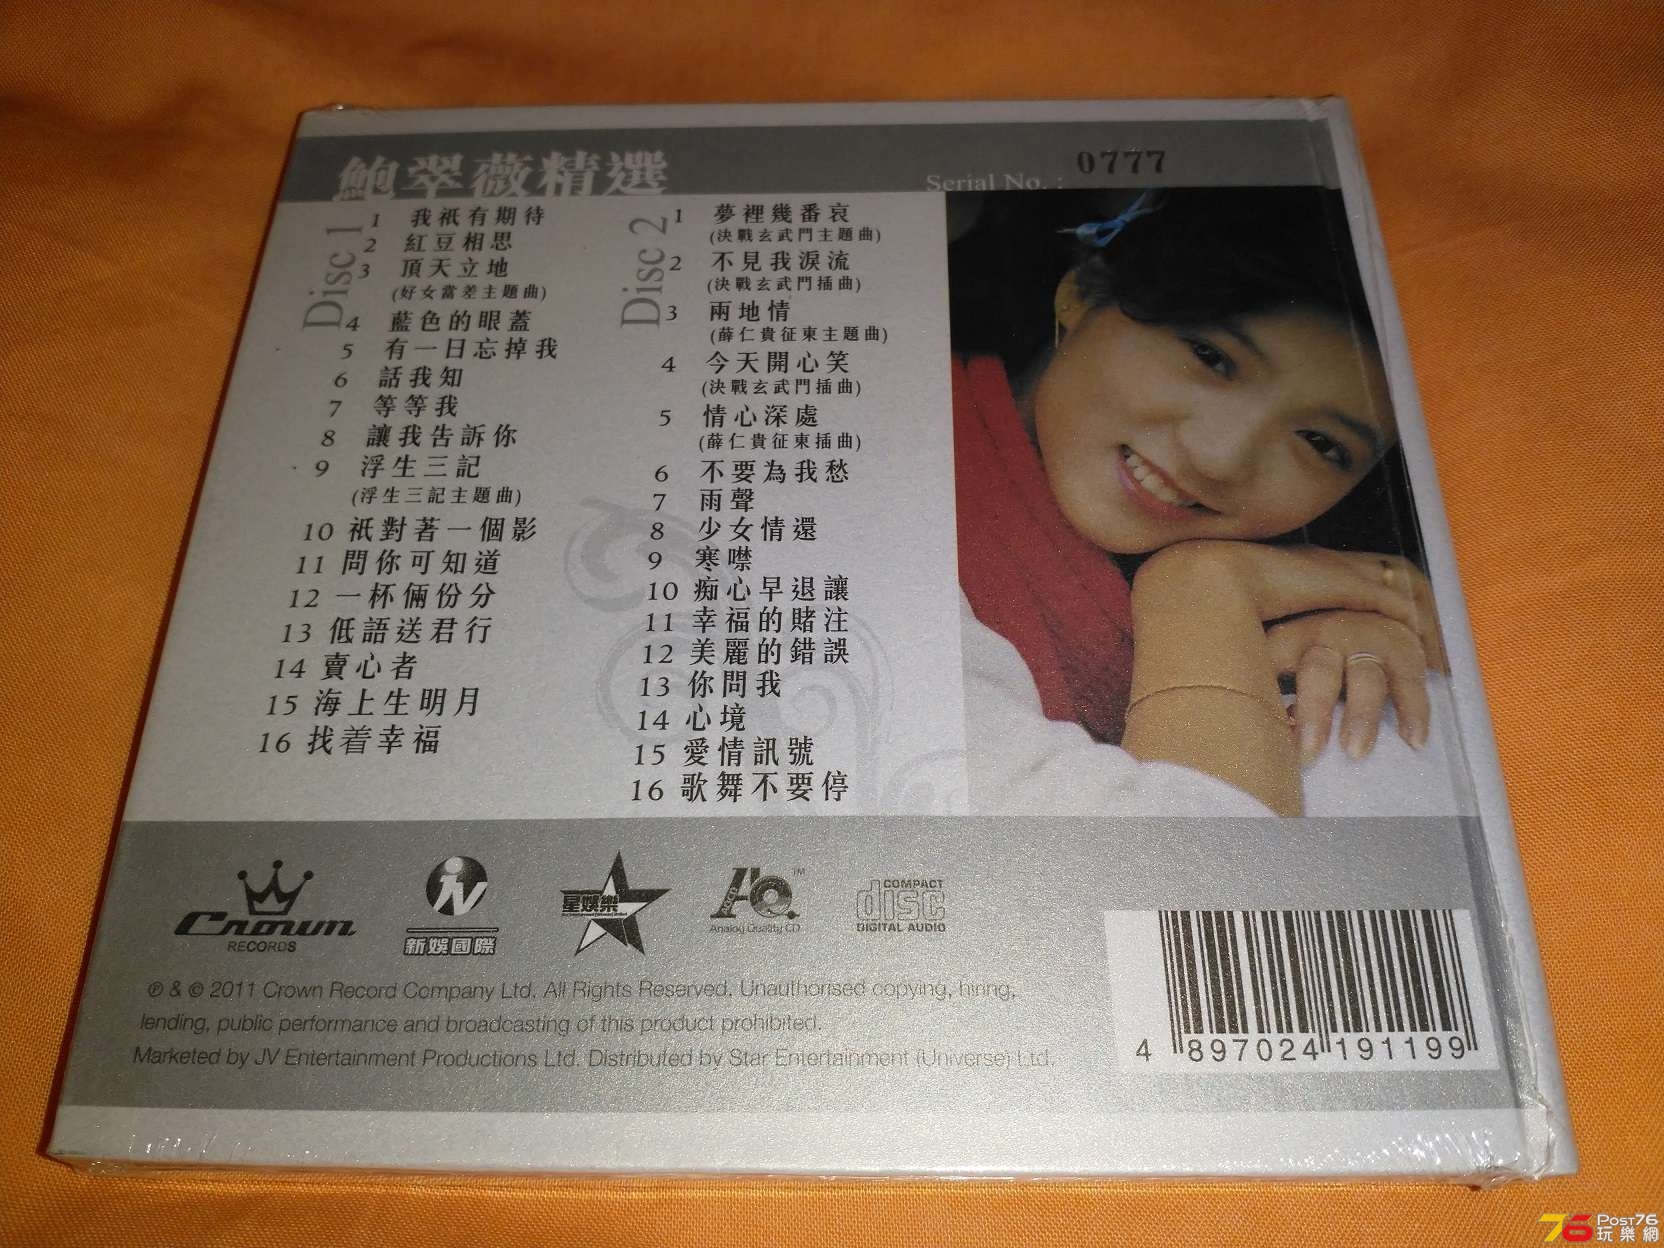 鮑翠薇精選
Serial No. : 0777
Disc 1
1 我祇有期待
2 紅豆相思
3 頂天立地
(好女當差主題曲)
4 藍色的眼蓋
5 有一日忘掉我
6 話我知
7 等等我
8 讓我告訴你
9 浮生三記
(浮生三記主題曲)
10 祇對著一個影
11 問你可知道
12 一杯倆份分
13 低語送君行
14 賣心者
15 海上生明月
16 找着幸福
Disc 2
1 夢裡幾番哀
(決戰玄武門主題曲)
2 不見我淚流
(決戰玄武門插曲)
3 兩地情
(薛仁貴征東主題曲)
4 今天開心笑
(決戰玄武門插曲)
5 情心深處
(薛仁貴征東插曲)
6 不要為我愁
7 雨聲
8 少女情還
9 寒噤
10 痴心早退讓
11 幸福的賭注
12 美麗的錯誤
13 你問我
14 心境
15 愛情訊號
16 歌舞不要停
Crown
RECORDS
新娛國際
星娛樂
AQ TM
Analog Quality CD
COMPACT
disc
DIGITAL AUDIO
℗ & © 2011 Crown Record Company Ltd. All Rights Reserved. Unauthorised copying, hiring,
lending, public performance and broadcasting of this product prohibited.
Marketed by JV Entertainment Productions Ltd. Distributed by Star Entertainment (Universe) Ltd.
4 897024 191199
76 Post76
玩樂網